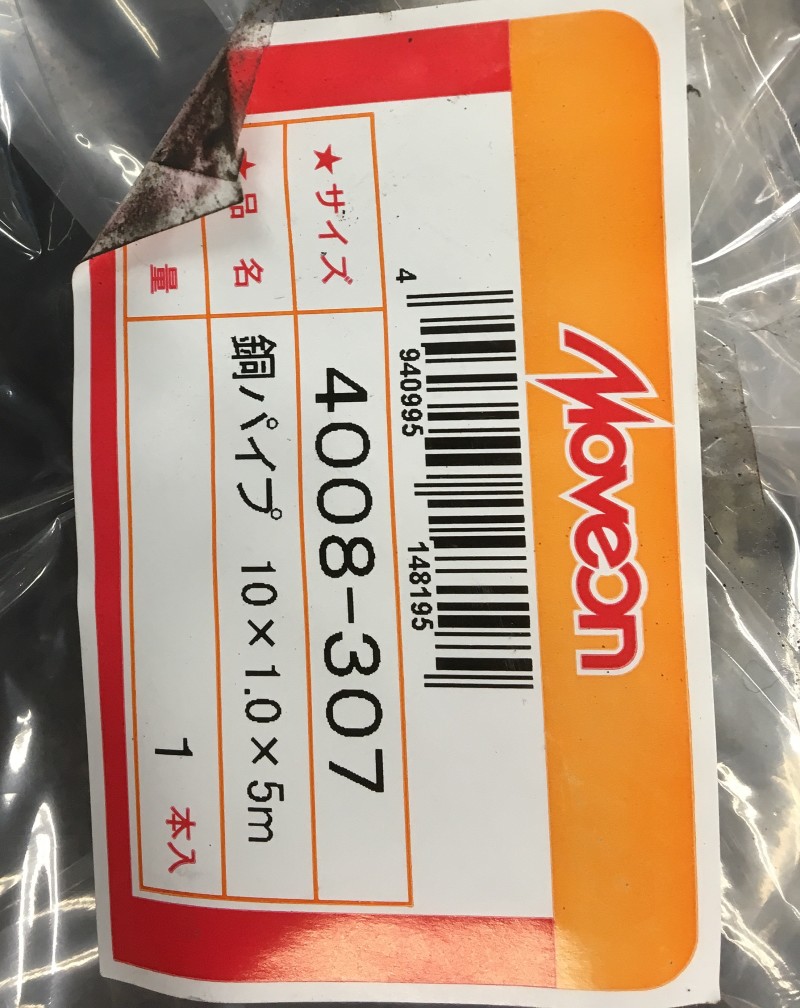 Moveon
4 940995 148195
★サイズ 4008-307
★品名 銅パイプ 10×1.0×5m
量 1 本入